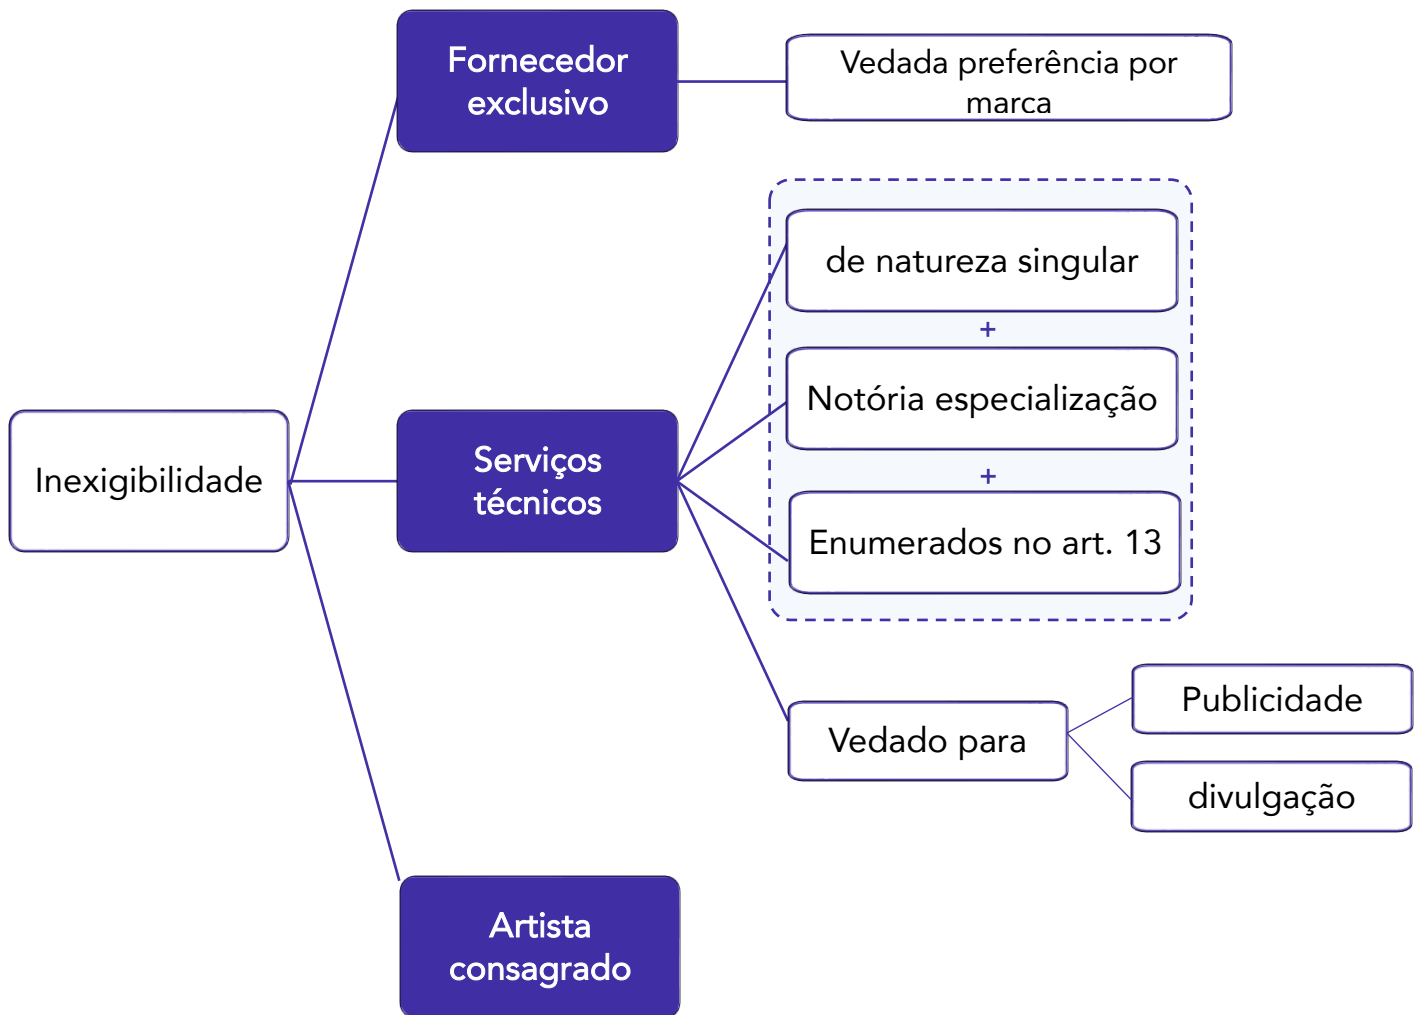 Fornecedor
exclusivo
Vedada preferência por
marca
de natureza singular
+
Notória especialização
+
Enumerados no art. 13
Inexigibilidade
Serviços
técnicos
Vedado para
Publicidade
divulgação
Artista
consagrado